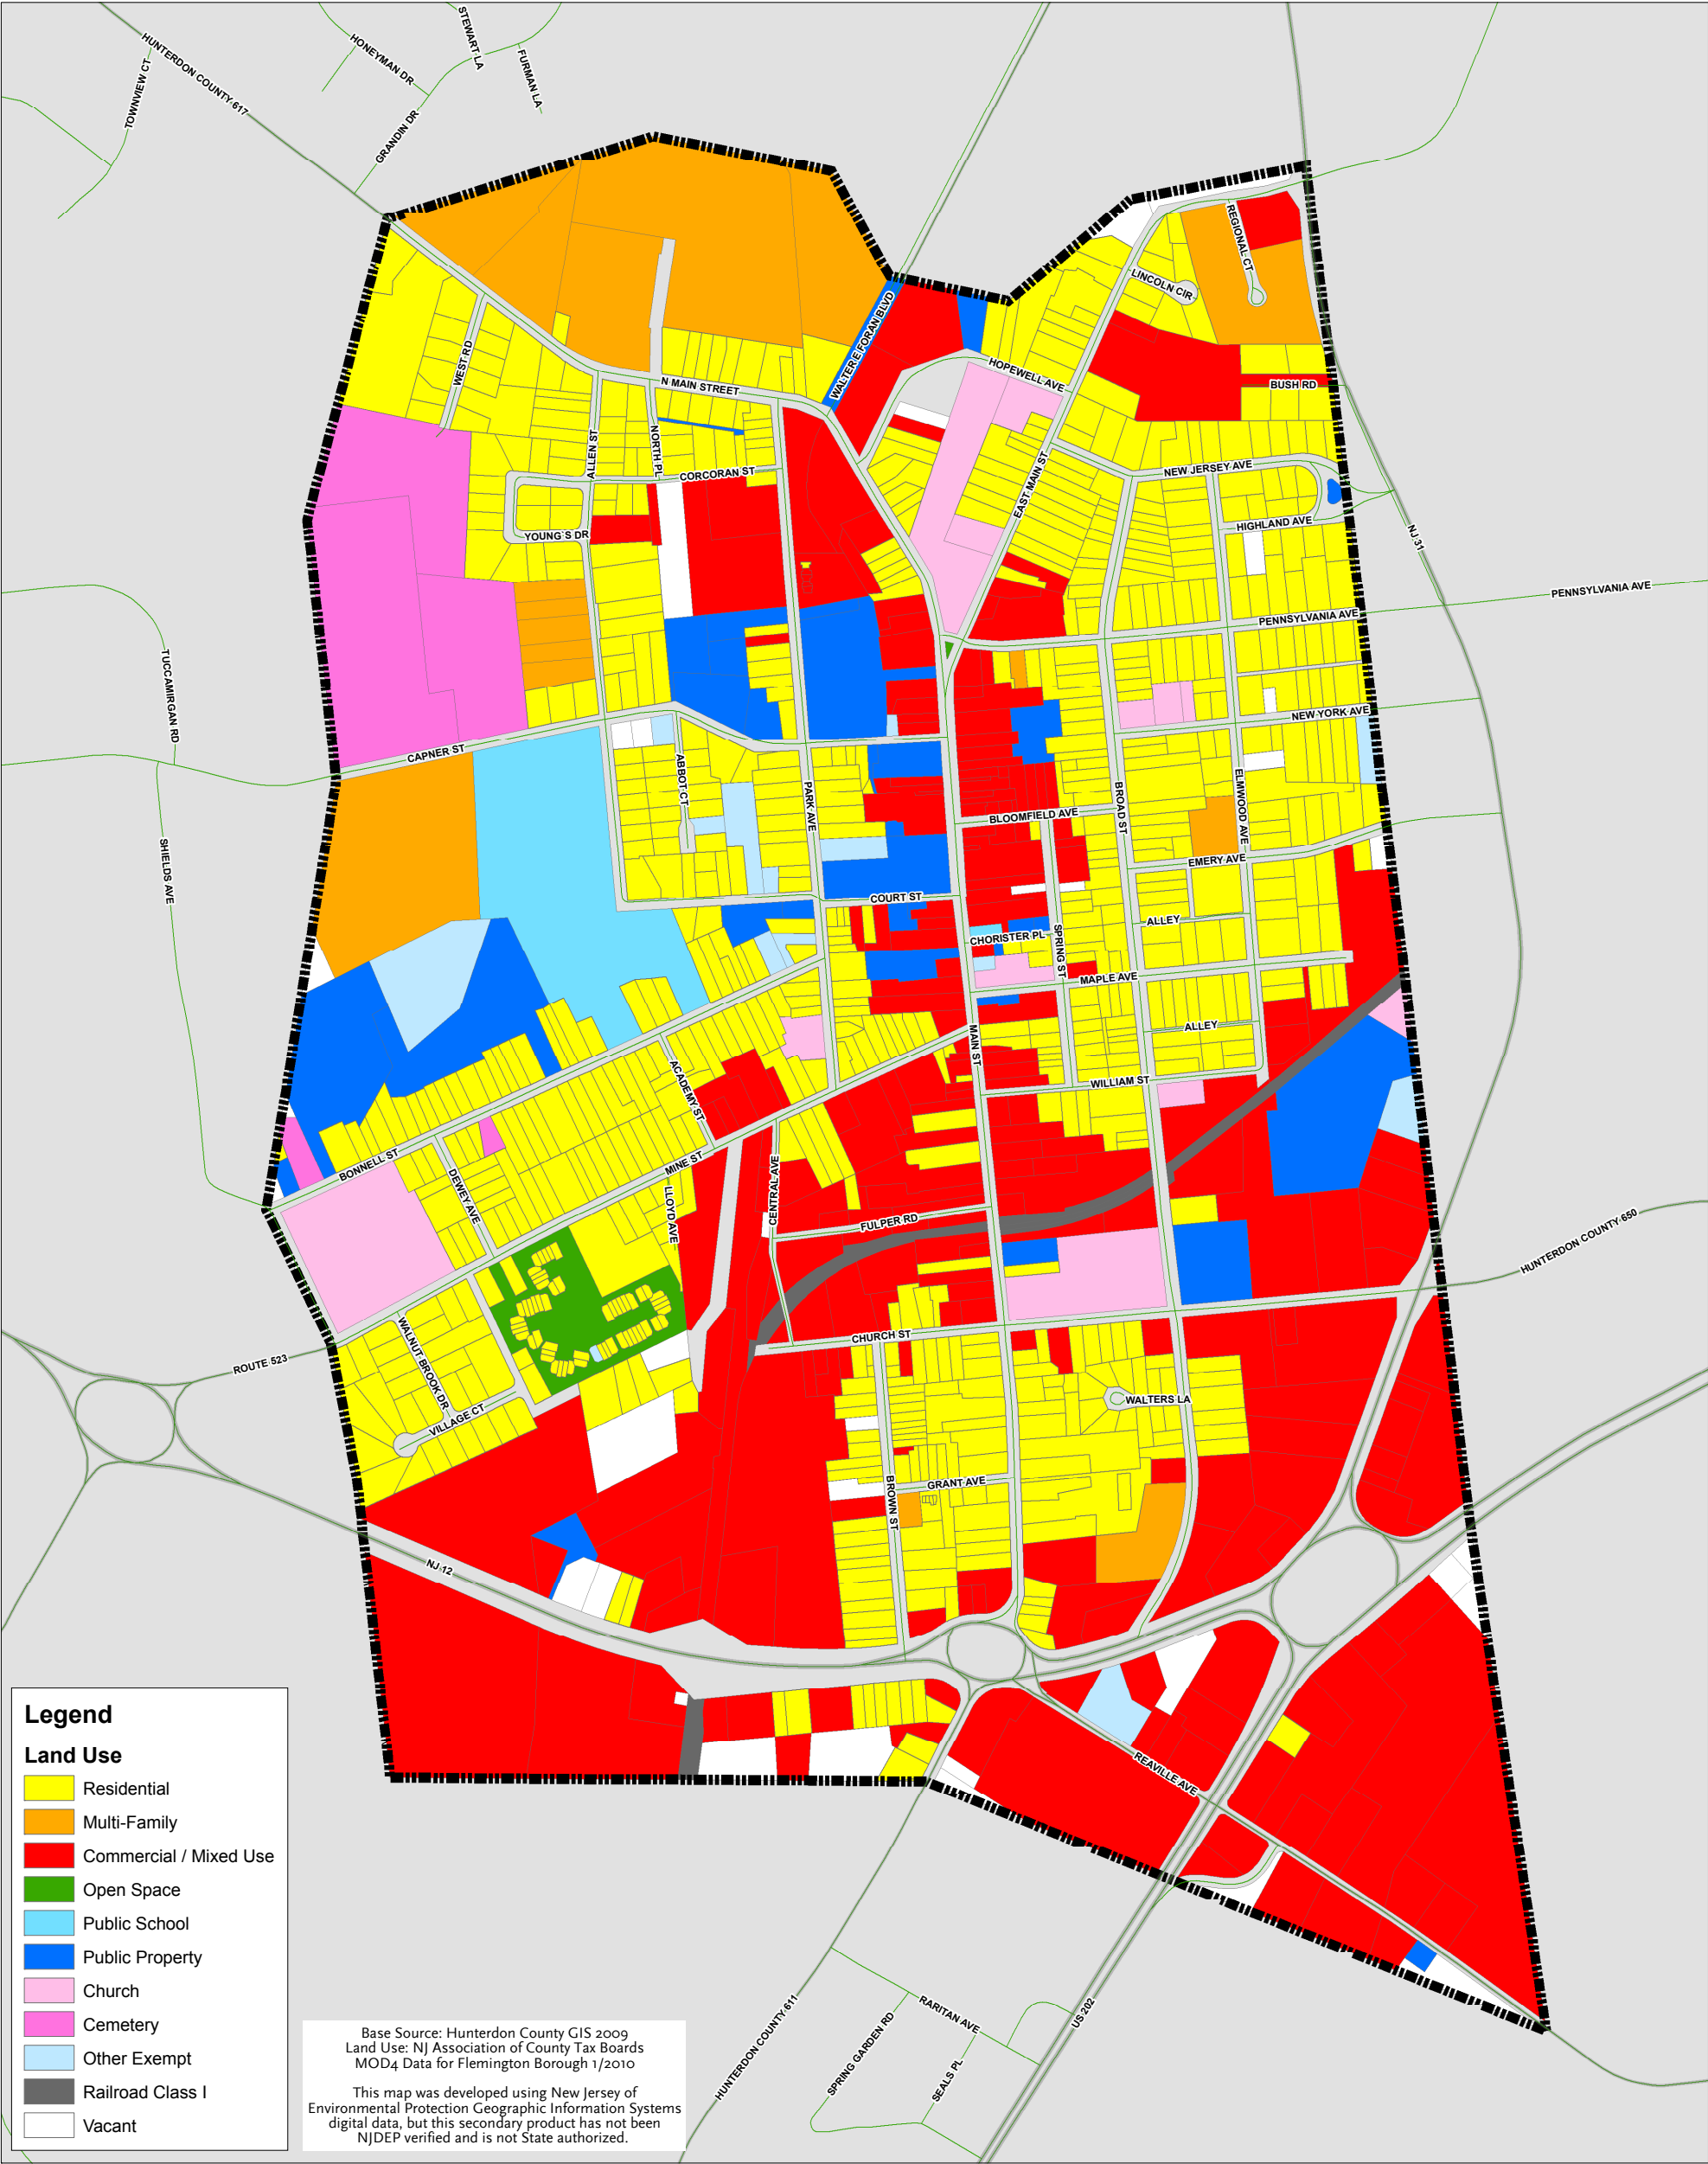 HUNTERDON COUNTY 617
TOWNVIEW CT
HONEYMAN DR
STEWART LA
FURMAN LA
GRANDIN DR
WALTER E FORAN BLVD
REGIONAL CT
LINCOLN CIR
HOPEWELL AVE
BUSH RD
WEST RD
N MAIN STREET
ALLEN ST
NORTH PL
CORCORAN ST
YOUNG`S DR
EAST MAIN ST
NEW JERSEY AVE
HIGHLAND AVE
NJ 31
PENNSYLVANIA AVE
PENNSYLVANIA AVE
TUCCAMIRGAN RD
CAPNER ST
NEW YORK AVE
ABBOT CT
PARK AVE
BLOOMFIELD AVE
BROAD ST
ELMWOOD AVE
EMERY AVE
SHIELDS AVE
COURT ST
ALLEY
CHORISTER PL
SPRING ST
MAPLE AVE
ALLEY
MAIN ST
WILLIAM ST
ACADEMY ST
BONNELL ST
DEWEY AVE
MINE ST
LLOYD AVE
CENTRAL AVE
FULPER RD
HUNTERDON COUNTY 650
CHURCH ST
WALNUT BROOK DR
ROUTE 523
VILLAGE CT
WALTERS LA
BROWN ST
GRANT AVE
NJ 12
REAVILLE AVE
HUNTERDON COUNTY 611
RARITAN AVE
SPRING GARDEN RD
SEALS PL
US 202
Legend
Land Use
Residential
Multi-Family
Commercial / Mixed Use
Open Space
Public School
Public Property
Church
Cemetery
Other Exempt
Railroad Class I
Vacant
Base Source: Hunterdon County GIS 2009
Land Use: NJ Association of County Tax Boards
MOD4 Data for Flemington Borough 1/2010
This map was developed using New Jersey of
Environmental Protection Geographic Information Systems
digital data, but this secondary product has not been
NJDEP verified and is not State authorized.